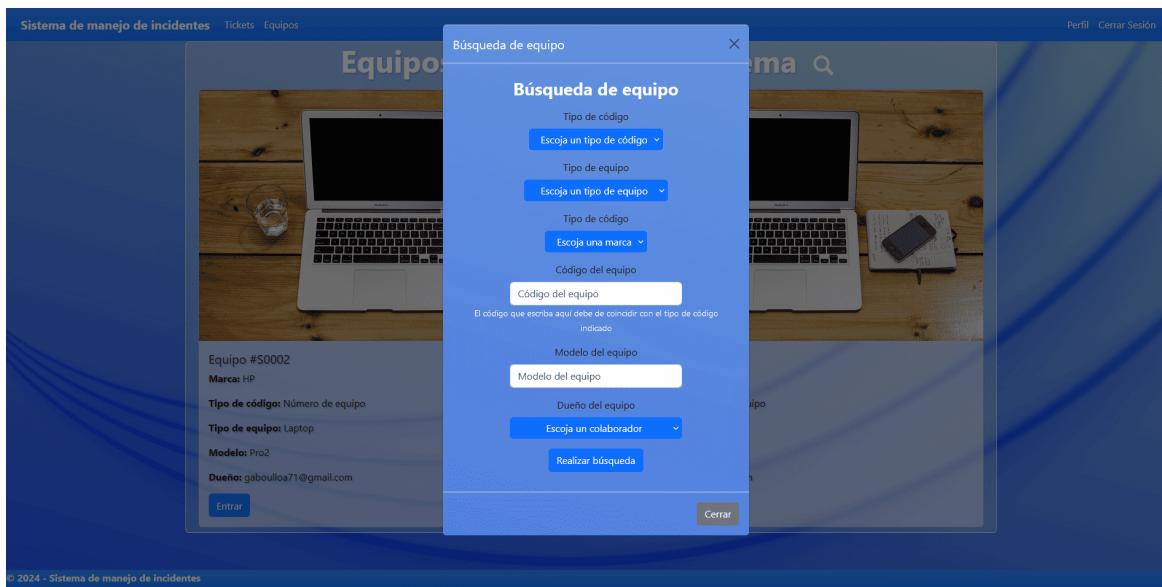 Sistema de manejo de incidentes Tickets Equipos Perfil Cerrar Sesión
Búsqueda de equipo
Búsqueda de equipo
Tipo de código
Escoja un tipo de código
Tipo de equipo
Escoja un tipo de equipo
Tipo de código
Escoja una marca
Código del equipo
Código del equipo
El código que escriba aquí debe de coincidir con el tipo de código
indicado
Modelo del equipo
Modelo del equipo
Dueño del equipo
Escoja un colaborador
Realizar búsqueda
Cerrar
Equipo #S0002
Marca: HP
Tipo de código: Número de equipo
Tipo de equipo: Laptop
Modelo: Pro2
Dueño: gaboulloa71@gmail.com
Entrar
© 2024 - Sistema de manejo de incidentes